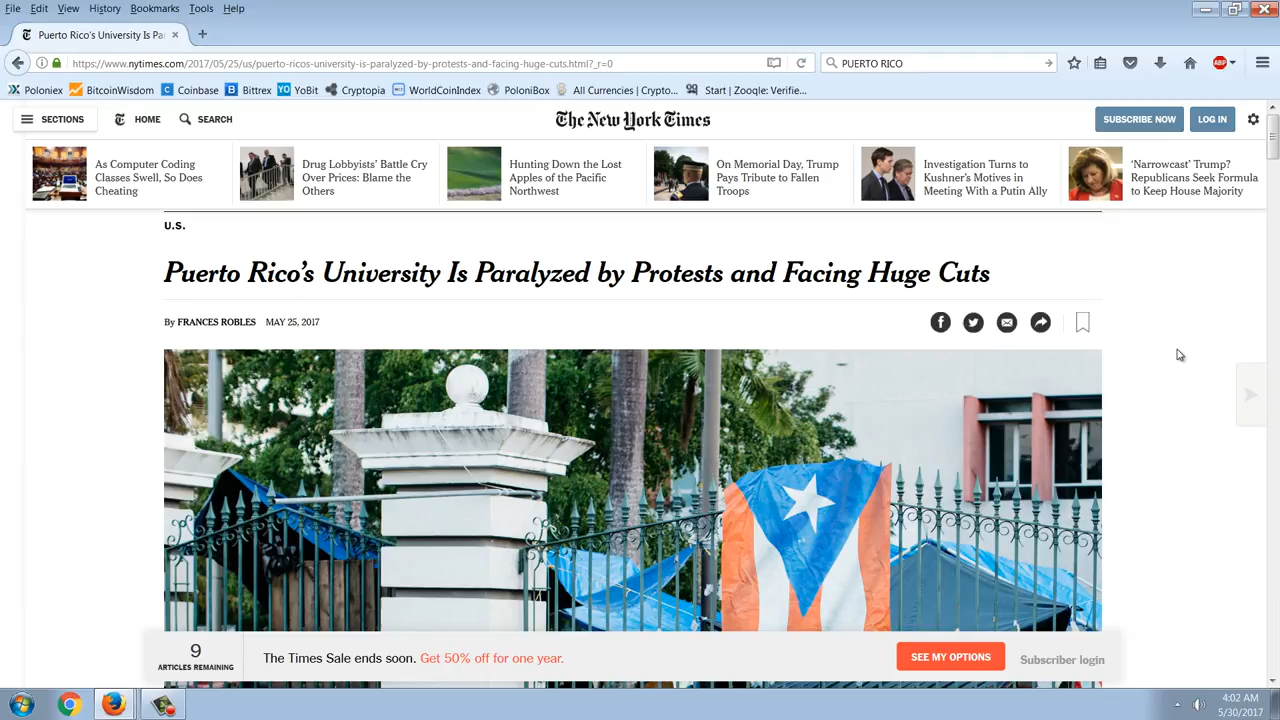 File Edit View History Bookmarks Tools Help
Puerto Rico's University Is Pa
https://www.nytimes.com/2017/05/25/us/puerto-ricos-university-is-paralyzed-by-protests-and-facing-huge-cuts.html?_r=0
PUERTO RICO
ABP
Poloniex BitcoinWisdom Coinbase Bittrex YoBit Cryptopia WorldCoinIndex PoloniBox All Currencies | Crypto... Start | Zooqle: Verifie...
SECTIONS HOME SEARCH
The New York Times
SUBSCRIBE NOW LOG IN
As Computer Coding
Classes Swell, So Does
Cheating
Drug Lobbyists' Battle Cry
Over Prices: Blame the
Others
Hunting Down the Lost
Apples of the Pacific
Northwest
On Memorial Day, Trump
Pays Tribute to Fallen
Troops
Investigation Turns to
Kushner's Motives in
Meeting With a Putin Ally
'Narrowcast' Trump?
Republicans Seek Formula
to Keep House Majority
U.S.
Puerto Rico's University Is Paralyzed by Protests and Facing Huge Cuts
By FRANCES ROBLES MAY 25, 2017
9
ARTICLES REMAINING
The Times Sale ends soon. Get 50% off for one year.
SEE MY OPTIONS
Subscriber login
4:02 AM
5/30/2017